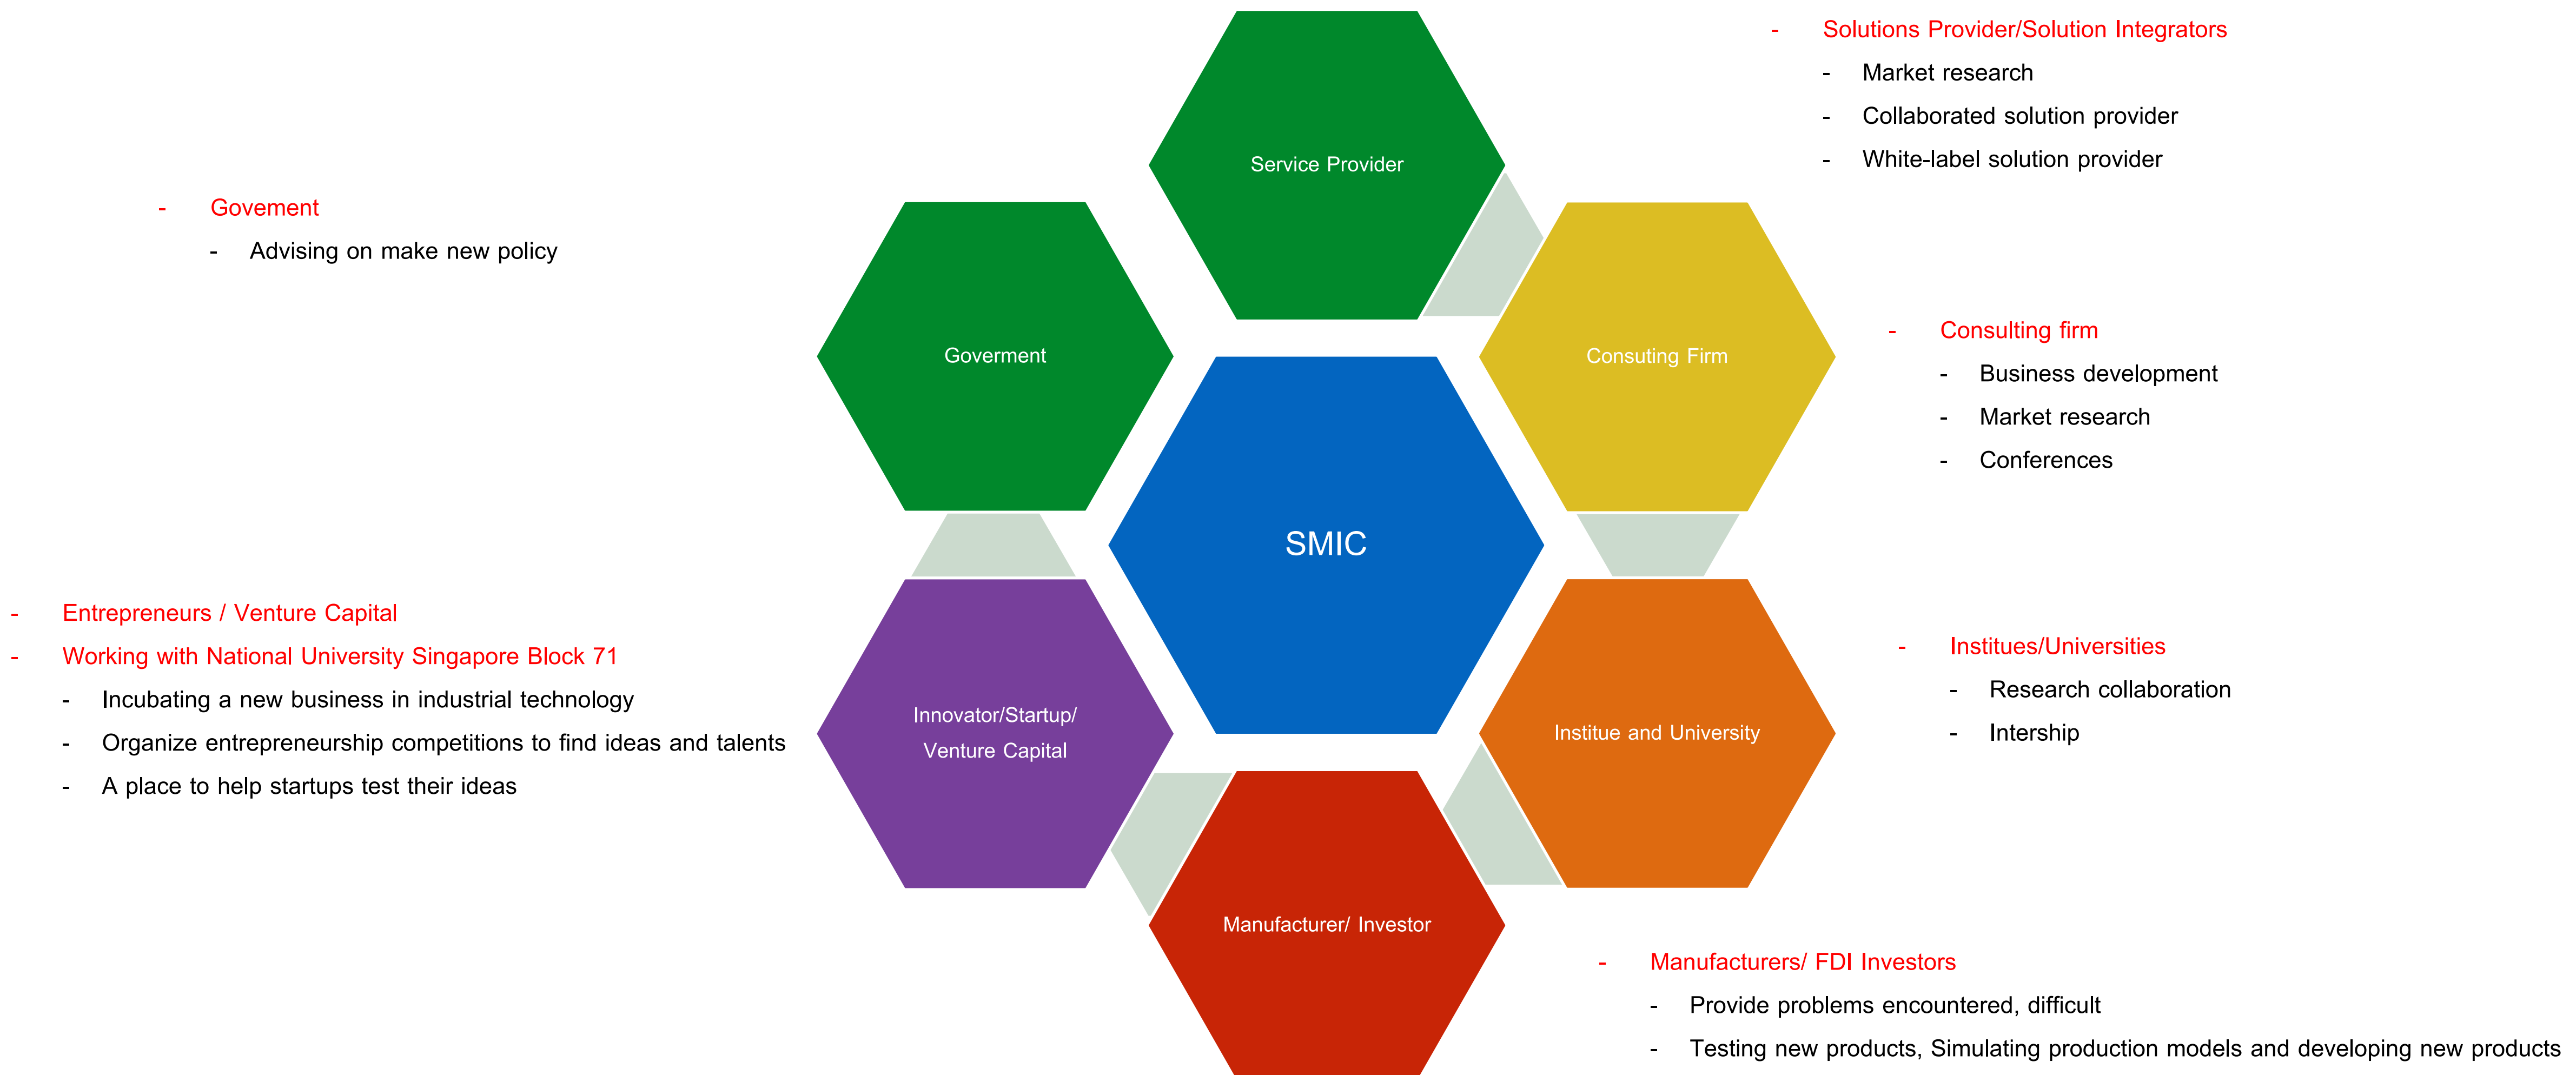 - Solutions Provider/Solution Integrators
- Market research
- Collaborated solution provider
- White-label solution provider
Service Provider
- Govement
- Advising on make new policy
Goverment
Consuting Firm
- Consulting firm
- Business development
- Market research
- Conferences
SMIC
- Entrepreneurs / Venture Capital
- Working with National University Singapore Block 71
- Incubating a new business in industrial technology
- Organize entrepreneurship competitions to find ideas and talents
- A place to help startups test their ideas
Innovator/Startup/
Venture Capital
Institue and University
- Institues/Universities
- Research collaboration
- Intership
Manufacturer/ Investor
- Manufacturers/ FDI Investors
- Provide problems encountered, difficult
- Testing new products, Simulating production models and developing new products